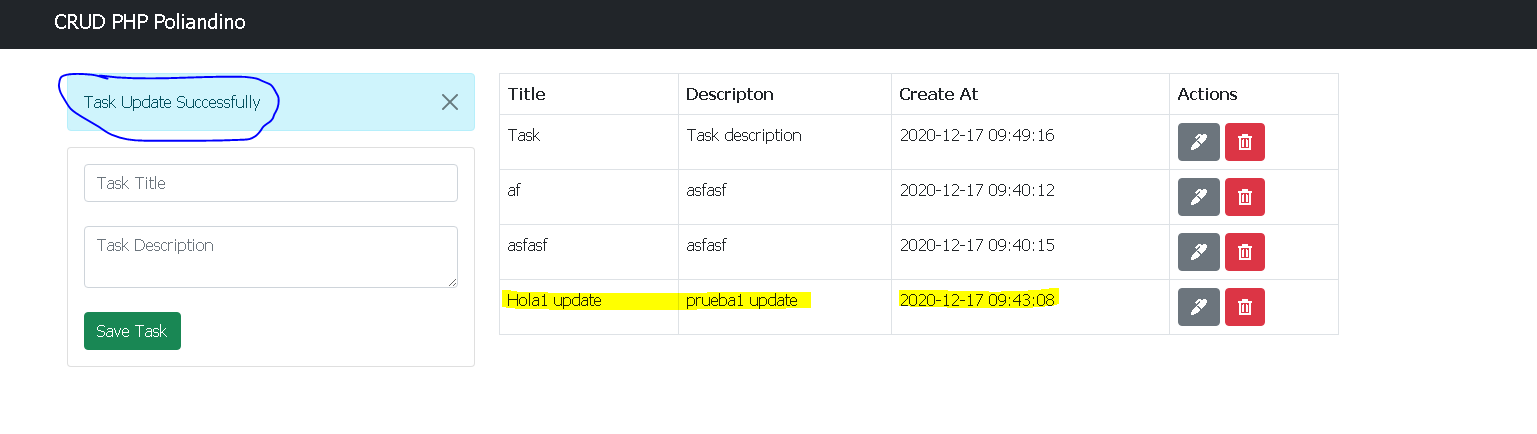 CRUD PHP Poliandino
Task Update Successfully
Task Title
Task Description
Save Task
Title Descripton Create At Actions
Task Task description 2020-12-17 09:49:16
af asfasf 2020-12-17 09:40:12
asfasf asfasf 2020-12-17 09:40:15
Hola1 update prueba1 update 2020-12-17 09:43:08